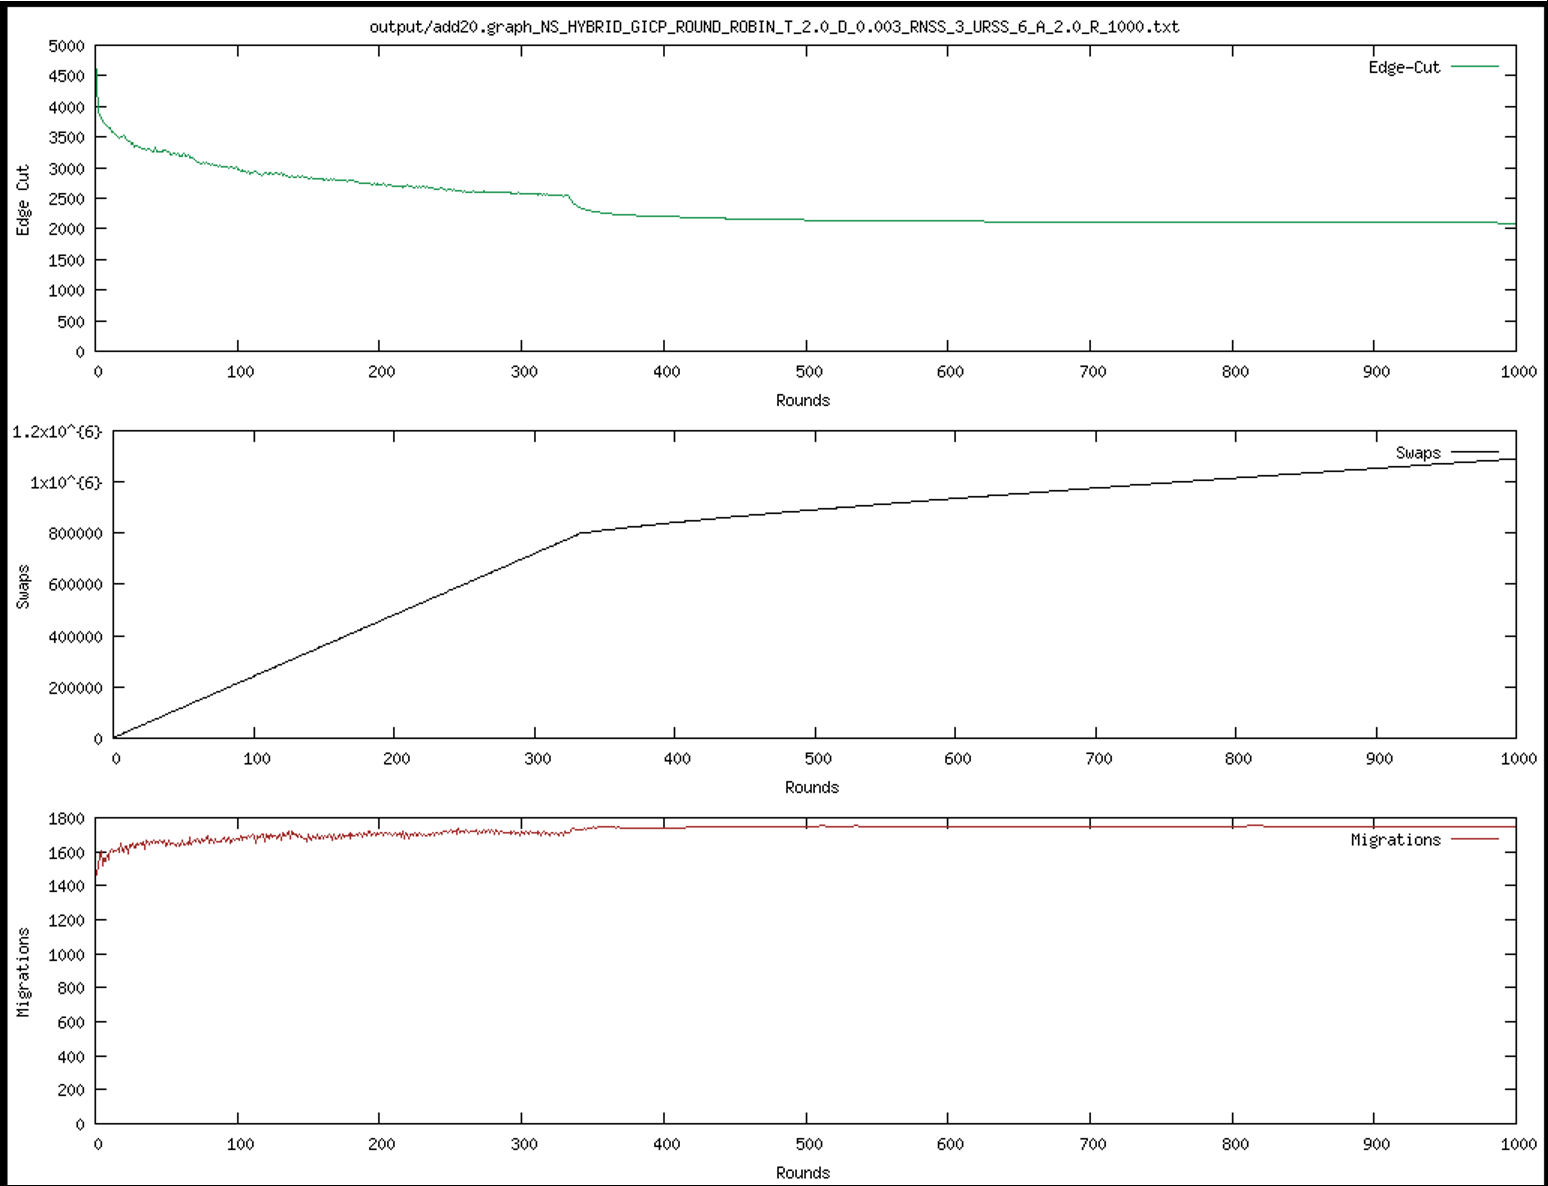 output/add20.graph_NS_HYBRID_GICP_ROUND_ROBIN_T_2.0_D_0.003_RNSS_3_URSS_6_A_2.0_R_1000.txt
5000
4500
4000
3500
3000
2500
2000
1500
1000
500
0
Edge Cut
Edge-Cut
0 100 200 300 400 500 600 700 800 900 1000
Rounds
1.2x10^{6}
1x10^{6}
800000
600000
400000
200000
0
Swaps
Swaps
0 100 200 300 400 500 600 700 800 900 1000
Rounds
1800
1600
1400
1200
1000
800
600
400
200
0
Migrations
Migrations
0 100 200 300 400 500 600 700 800 900 1000
Rounds